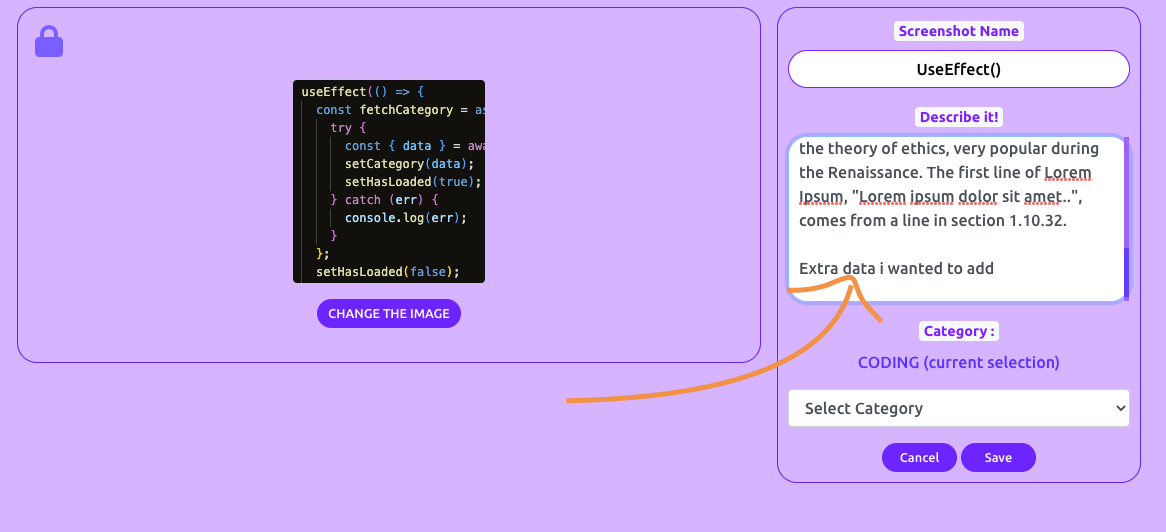 useEffect(() => {
const fetchCategory = as
try {
const { data } = awa
setCategory(data);
setHasLoaded(true);
} catch (err) {
console.log(err);
}
};
setHasLoaded(false);
CHANGE THE IMAGE
Screenshot Name
UseEffect()
Describe it!
the theory of ethics, very popular during
the Renaissance. The first line of Lorem
Ipsum, "Lorem ipsum dolor sit amet..",
comes from a line in section 1.10.32.
Extra data i wanted to add
Category :
CODING (current selection)
Select Category
Cancel Save